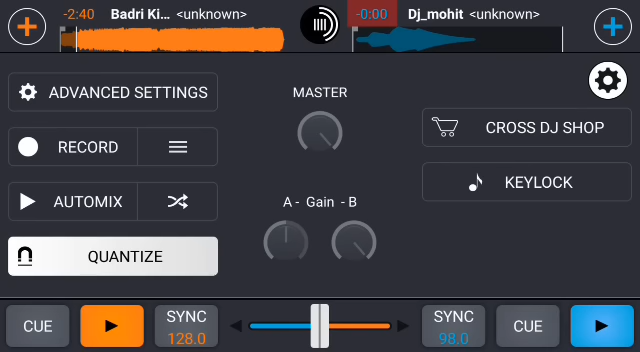 -2:40 Badri Ki... <unknown> -0:00 Dj_mohit <unknown>
ADVANCED SETTINGS
MASTER
CROSS DJ SHOP
RECORD
KEYLOCK
AUTOMIX
A - Gain - B
QUANTIZE
CUE
SYNC
128.0
SYNC
98.0
CUE